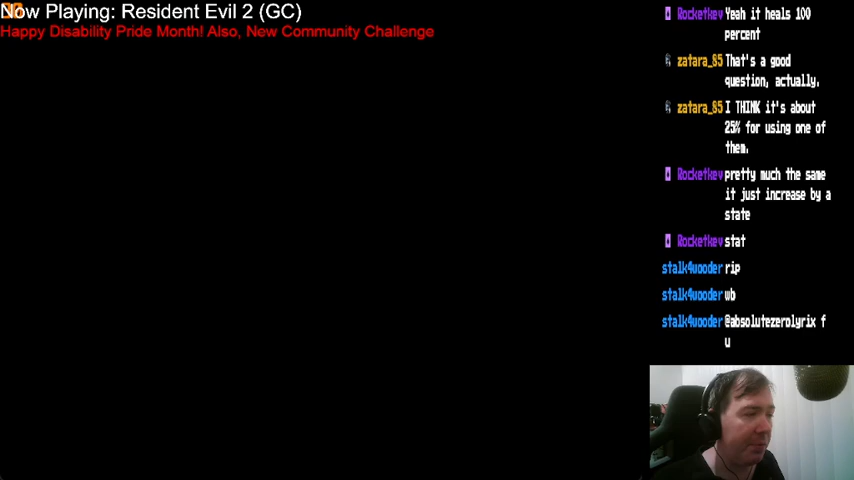 Now Playing: Resident Evil 2 (GC)
Happy Disability Pride Month! Also, New Community Challenge
Rocketkev Yeah it heals 100
percent
zatara_85 That's a good
question, actually.
zatara_85 I THINK it's about
25% for using one of
them.
Rocketkev pretty much the same
it just increase by a
state
Rocketkev stat
stalk4wooder rip
stalk4wooder wb
stalk4wooder @absolutezerolyrix f
u